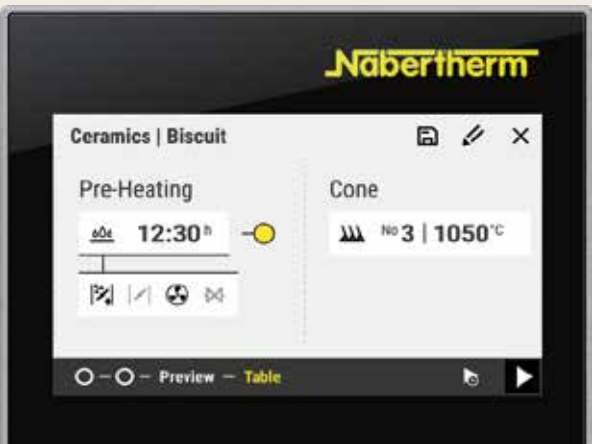 Nabertherm
Ceramics | Biscuit
Pre-Heating
12:30 h
Cone
No 3 | 1050 °C
Preview
Table